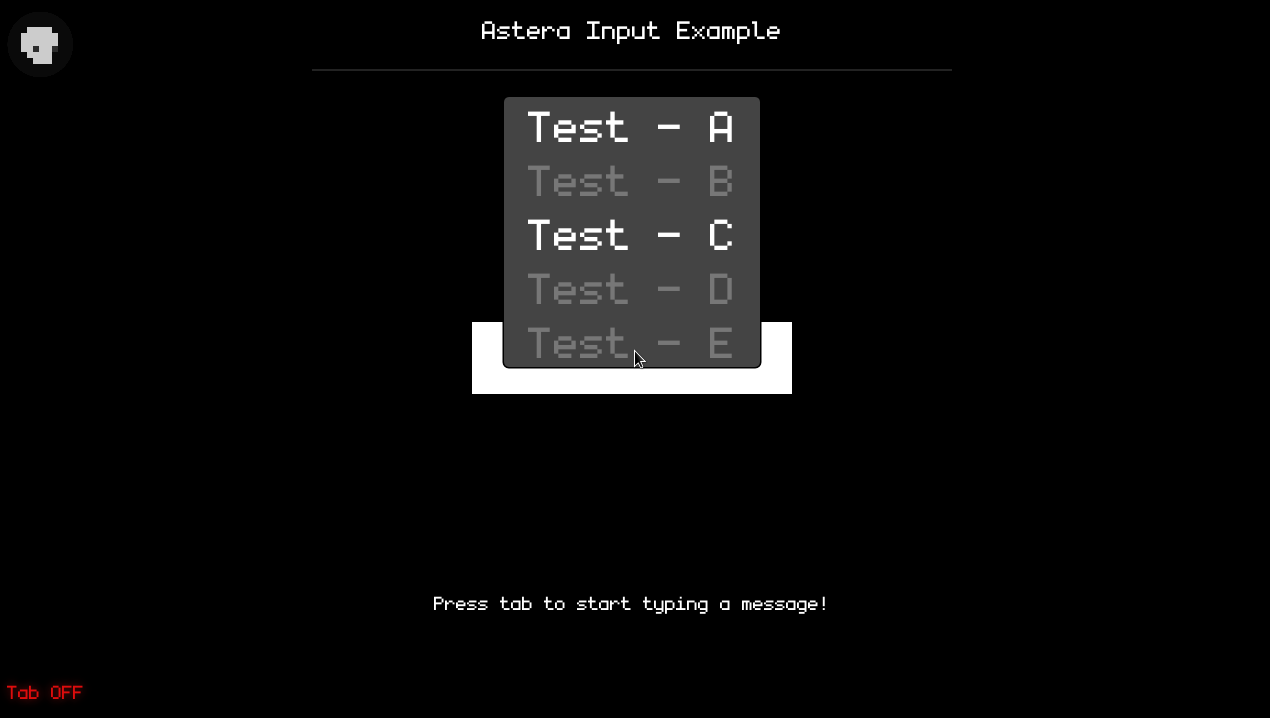 Astera Input Example
Test - A
Test - B
Test - C
Test - D
Test - E
Press tab to start typing a message!
Tab OFF